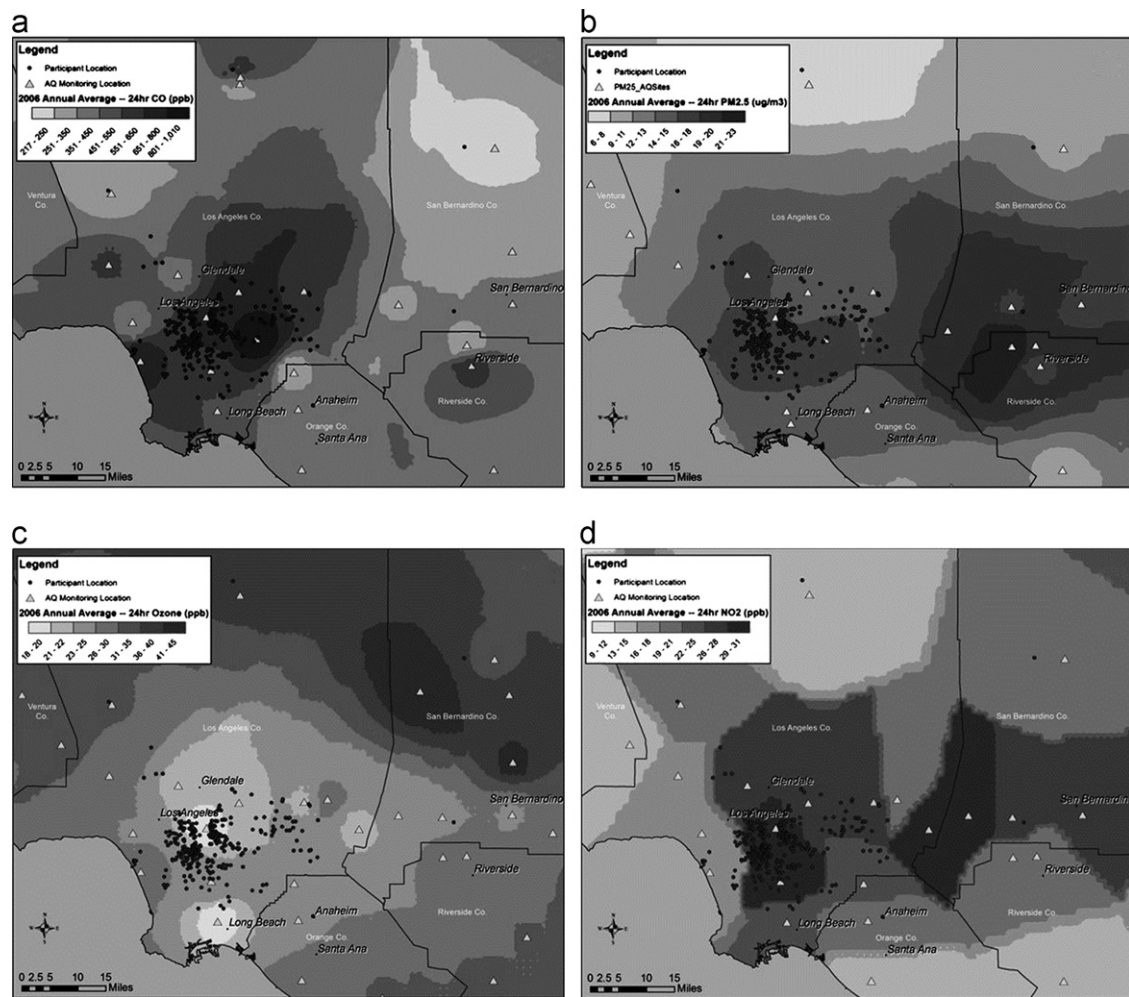 a
Legend
Participant Location
AQ Monitoring Location
2006 Annual Average -- 24hr CO (ppb)
217 - 250
251 - 350
351 - 450
451 - 550
551 - 650
651 - 800
801 - 1,010
Ventura Co.
Los Angeles Co.
San Bernardino Co.
Glendale
Los Angeles
San Bernardino
Riverside
Riverside Co.
Long Beach
Anaheim
Orange Co.
Santa Ana
N
W E
S
0 2.5 5 10 15
Miles
b
Legend
Participant Location
PM25_AQSites
2006 Annual Average -- 24hr PM2.5 (ug/m3)
6 - 8
9 - 11
12 - 13
14 - 15
16 - 18
19 - 20
21 - 23
Ventura Co.
Los Angeles Co.
San Bernardino Co.
Glendale
Los Angeles
San Bernardino
Riverside
Riverside Co.
Long Beach
Anaheim
Orange Co.
Santa Ana
N
W E
S
0 2.5 5 10 15
Miles
c
Legend
Participant Location
AQ Monitoring Location
2006 Annual Average -- 24hr Ozone (ppb)
18 - 20
21 - 22
23 - 25
26 - 30
31 - 35
36 - 40
41 - 45
Ventura Co.
Los Angeles Co.
San Bernardino Co.
Glendale
Los Angeles
San Bernardino
Riverside
Riverside Co.
Long Beach
Anaheim
Orange Co.
Santa Ana
N
W E
S
0 2.5 5 10 15
Miles
d
Legend
Participant Location
AQ Monitoring Location
2006 Annual Average -- 24hr NO2 (ppb)
9 - 12
13 - 15
16 - 18
19 - 21
22 - 25
26 - 28
29 - 31
Ventura Co.
Los Angeles Co.
San Bernardino Co.
Glendale
Los Angeles
San Bernardino
Riverside
Riverside Co.
Long Beach
Anaheim
Orange Co.
Santa Ana
N
W E
S
0 2.5 5 10 15
Miles